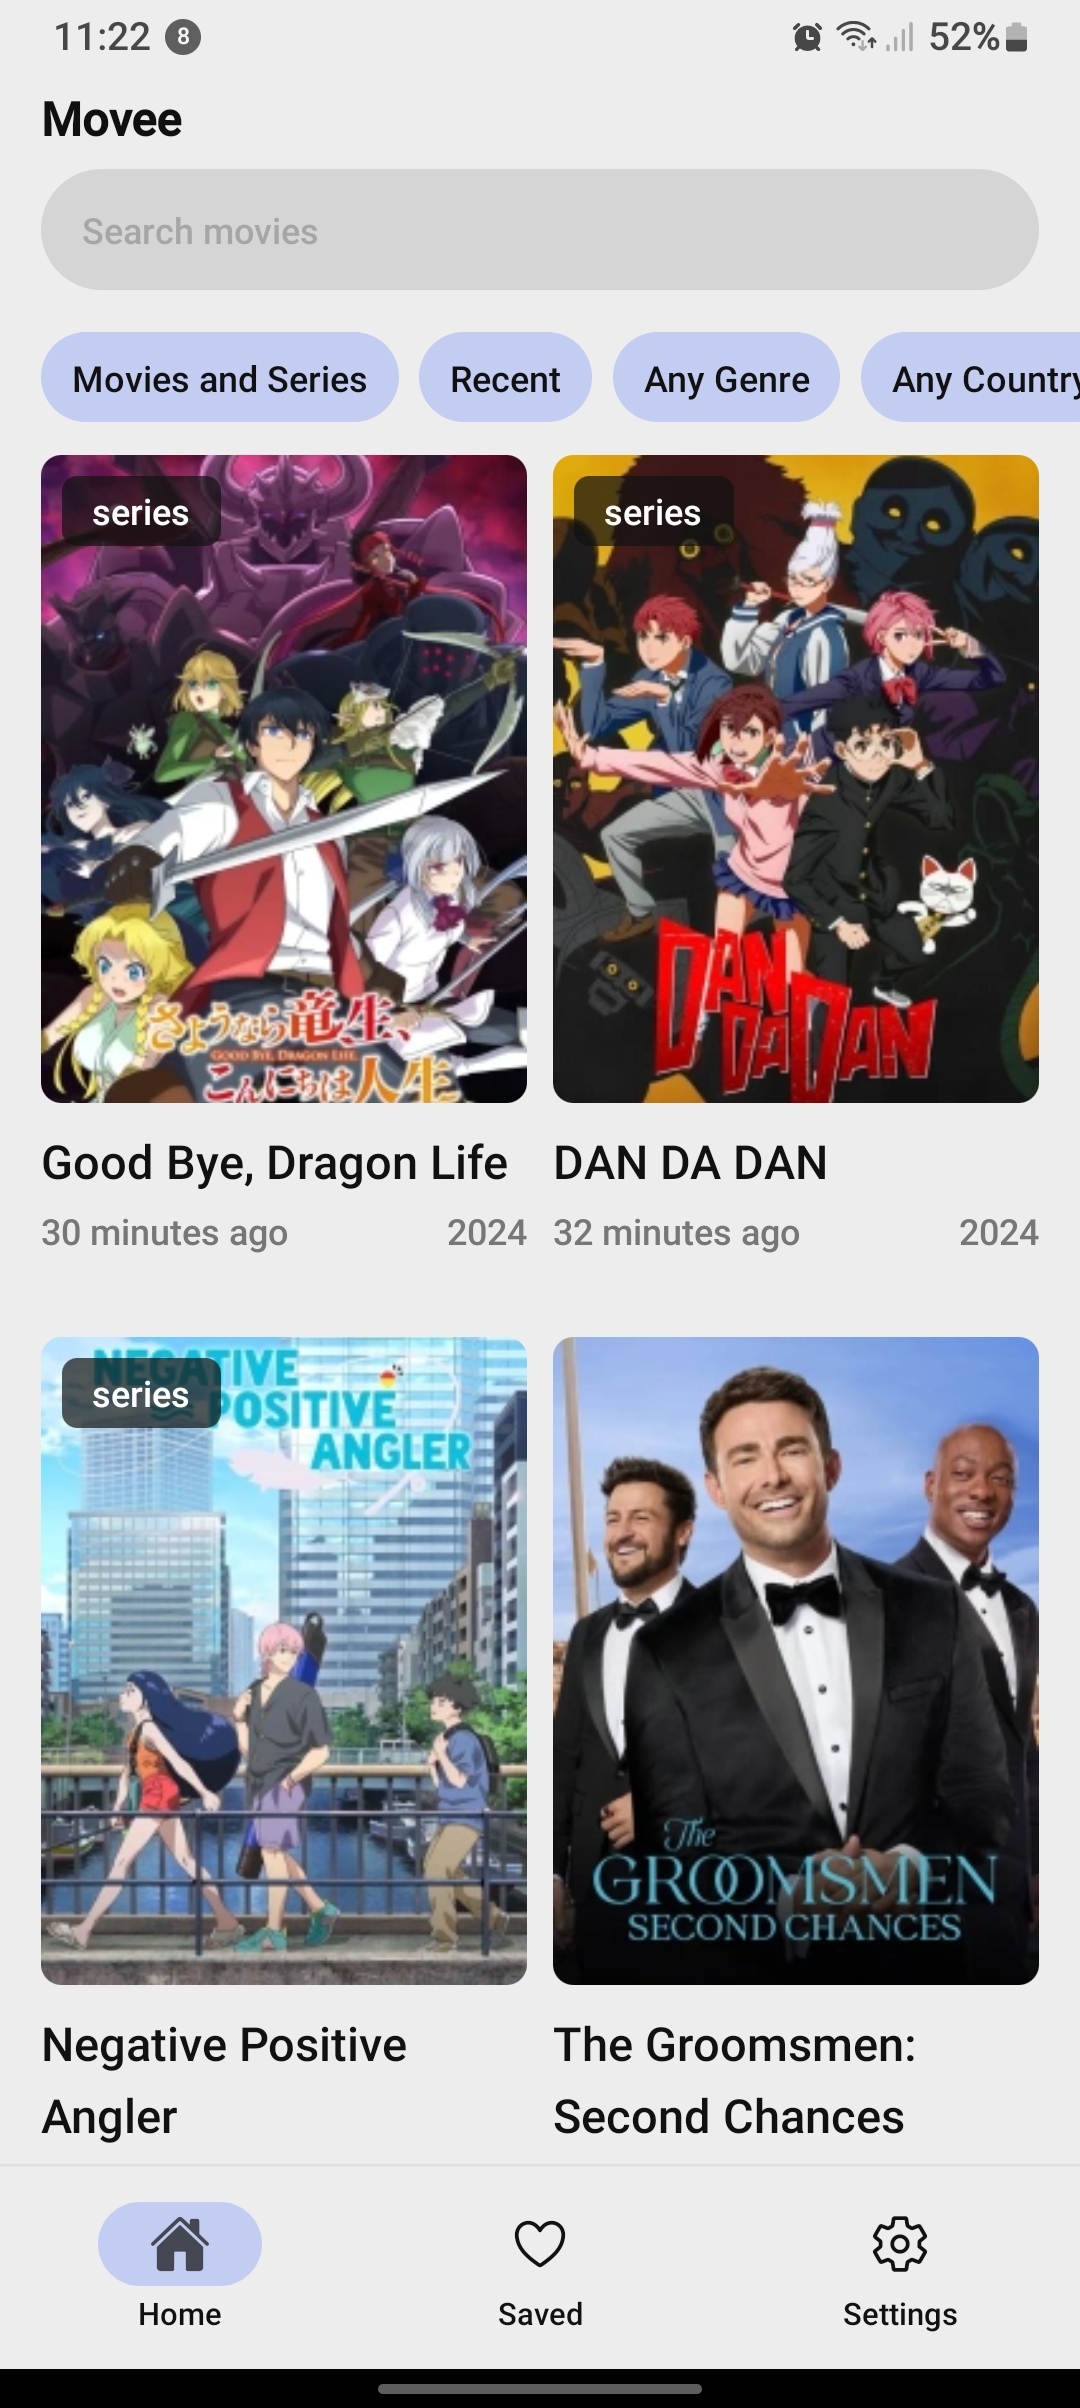 11:22 8 52%
Movee
Search movies
Movies and Series Recent Any Genre Any Country
series series
さようなら竜生、
GOOD BYE, DRAGON LIFE.
こんにちは人生
DAN
DADAN
Good Bye, Dragon Life DAN DA DAN
30 minutes ago 2024 32 minutes ago 2024
NEGATIVE
series
POSITIVE
ANGLER
The
GROOMSMEN
SECOND CHANCES
Negative Positive
Angler
The Groomsmen:
Second Chances
Home Saved Settings